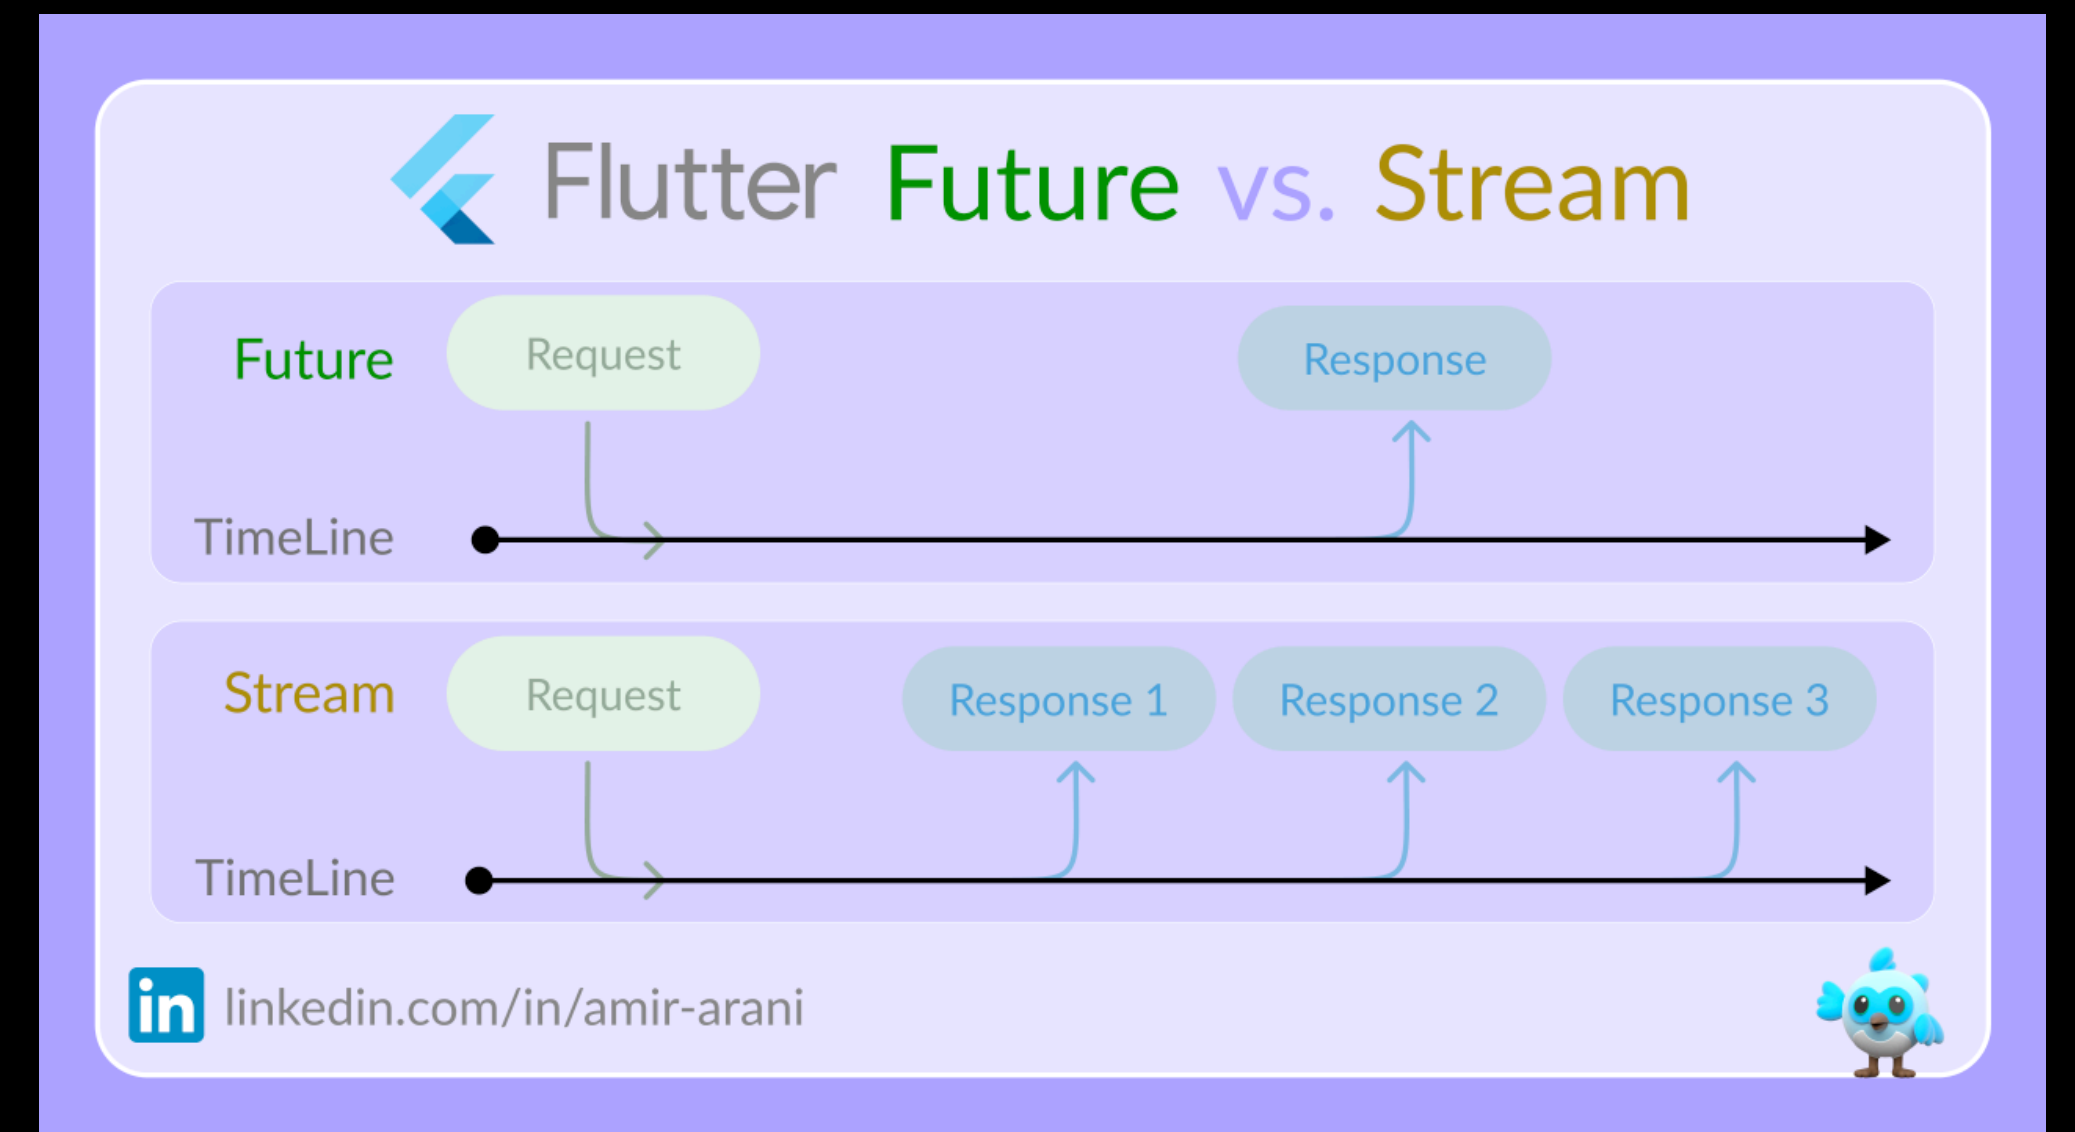 Flutter Future vs. Stream
Future
Request
Response
TimeLine
Stream
Request
Response 1
Response 2
Response 3
TimeLine
in
linkedin.com/in/amir-arani